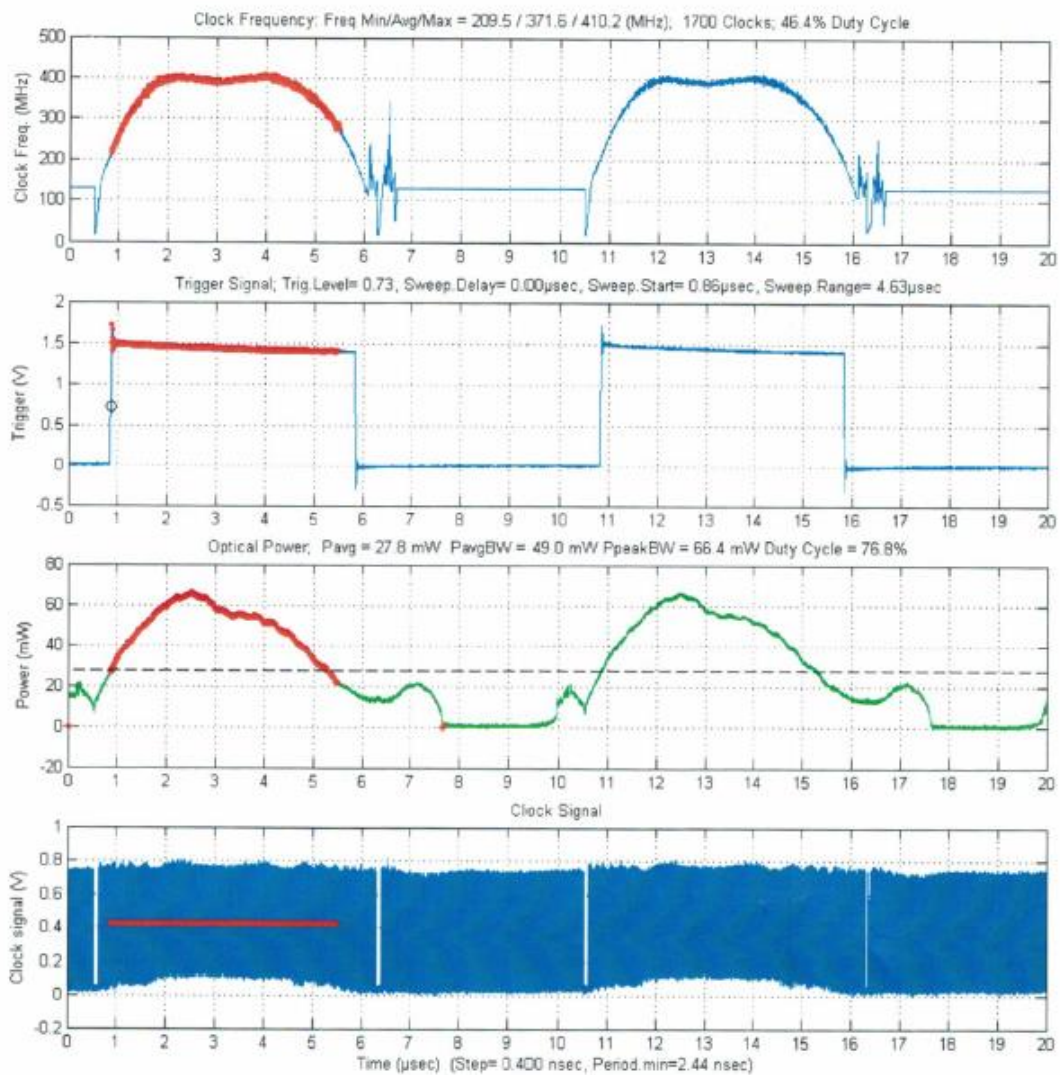 Clock Frequency: Freq Min/Avg/Max = 209.5 / 371.6 / 410.2 (MHz), 1700 Clocks; 46.4% Duty Cycle
Clock Freq. (MHz)
500
400
300
200
100
0
0 1 2 3 4 5 6 7 8 9 10 11 12 13 14 15 16 17 18 19 20
Trigger Signal; Trig.Level= 0.73, Sweep.Delay= 0.00µsec, Sweep.Start= 0.86µsec, Sweep.Range= 4.63µsec
Trigger (V)
2
1.5
1
0.5
0
-0.5
0 1 2 3 4 5 6 7 8 9 10 11 12 13 14 15 16 17 18 19 20
Optical Power; Pavg = 27.8 mW PavgBW = 49.0 mW PpeakBW = 66.4 mW Duty Cycle = 76.8%
Power (mW)
80
60
40
20
0
-20
0 1 2 3 4 5 6 7 8 9 10 11 12 13 14 15 16 17 18 19 20
Clock Signal
Clock signal (V)
1
0.8
0.6
0.4
0.2
0
-0.2
0 1 2 3 4 5 6 7 8 9 10 11 12 13 14 15 16 17 18 19 20
Time (µsec) (Step= 0.400 nsec, Period.min=2.44 nsec)